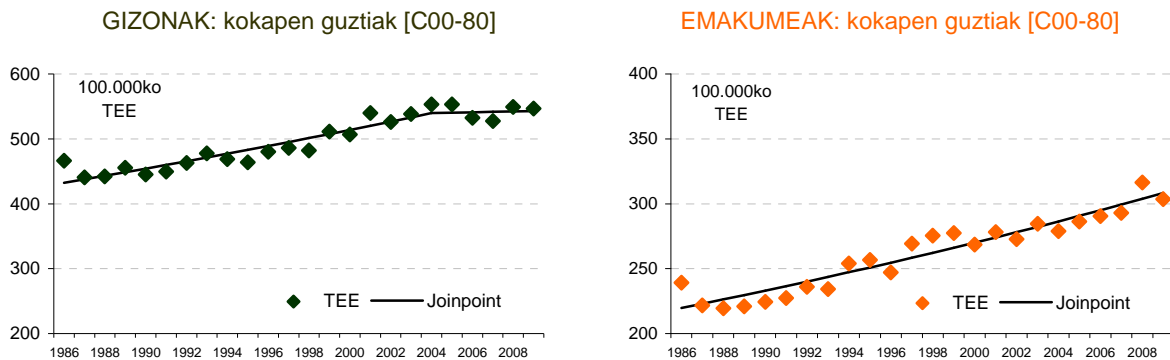 GIZONAK: kokapen guztiak [C00-80]
600
500
400
300
200
100.000ko
TEE
TEE
Joinpoint
1986 1988 1990 1992 1994 1996 1998 2000 2002 2004 2006 2008
EMAKUMEAK: kokapen guztiak [C00-80]
400
350
300
250
200
100.000ko
TEE
TEE
Joinpoint
1986 1988 1990 1992 1994 1996 1998 2000 2002 2004 2006 2008